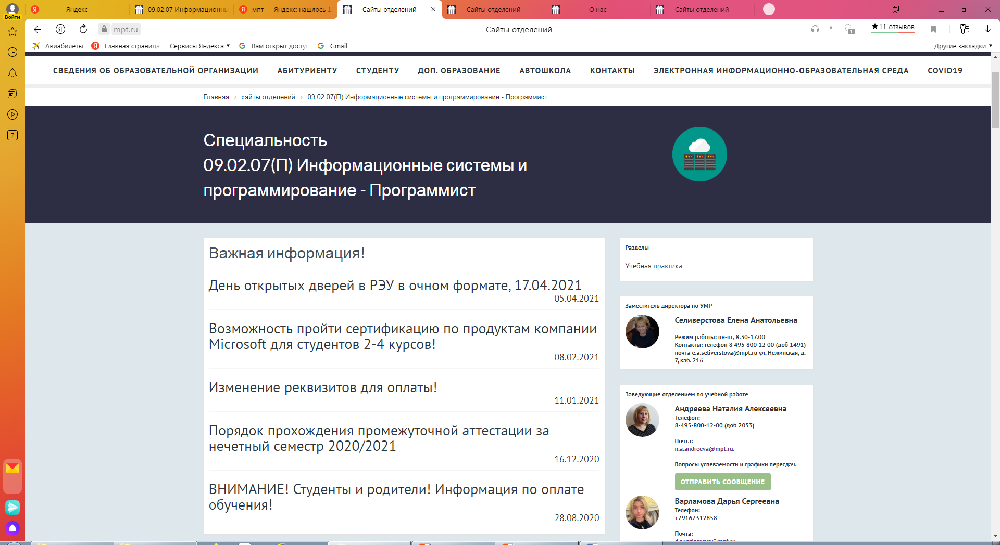 Войти
Яндекс
09.02.07 Информационны
мпт — Яндекс: нашлось 1
Сайты отделений
Сайты отделений
О нас
Сайты отделений
mpt.ru
Сайты отделений
1
★11 отзывов
Авиабилеты
Главная страница
Сервисы Яндекса ▾
Вам открыт досту
Gmail
Другие закладки ▾
7
СВЕДЕНИЯ ОБ ОБРАЗОВАТЕЛЬНОЙ ОРГАНИЗАЦИИ АБИТУРИЕНТУ СТУДЕНТУ ДОП. ОБРАЗОВАНИЕ АВТОШКОЛА КОНТАКТЫ ЭЛЕКТРОННАЯ ИНФОРМАЦИОННО-ОБРАЗОВАТЕЛЬНАЯ СРЕДА COVID19
Главная › сайты отделений › 09.02.07(П) Информационные системы и программирование - Программист
Специальность
09.02.07(П) Информационные системы и
программирование - Программист
Важная информация!
День открытых дверей в РЭУ в очном формате, 17.04.2021
05.04.2021
Возможность пройти сертификацию по продуктам компании
Microsoft для студентов 2-4 курсов!
08.02.2021
Изменение реквизитов для оплаты!
11.01.2021
Порядок прохождения промежуточной аттестации за
нечетный семестр 2020/2021
16.12.2020
ВНИМАНИЕ! Студенты и родители! Информация по оплате
обучения!
28.08.2020
Разделы
Учебная практика
Заместитель директора по УМР
Селиверстова Елена Анатольевна
Режим работы: пн-пт, 8.30-17.00
Контакты: телефон 8 495 800 12 00 (доб 1491)
почта e.a.seliverstova@mpt.ru ул. Нежинская, д.
7, каб. 216
Заведующие отделением по учебной работе
Андреева Наталия Алексеевна
Телефон:
8-495-800-12-00 (доб 2053)
Почта:
n.a.andreeva@mpt.ru.
Вопросы успеваемости и графики пересдач.
ОТПРАВИТЬ СООБЩЕНИЕ
Варламова Дарья Сергеевна
Телефон:
+79167312858
Почта: